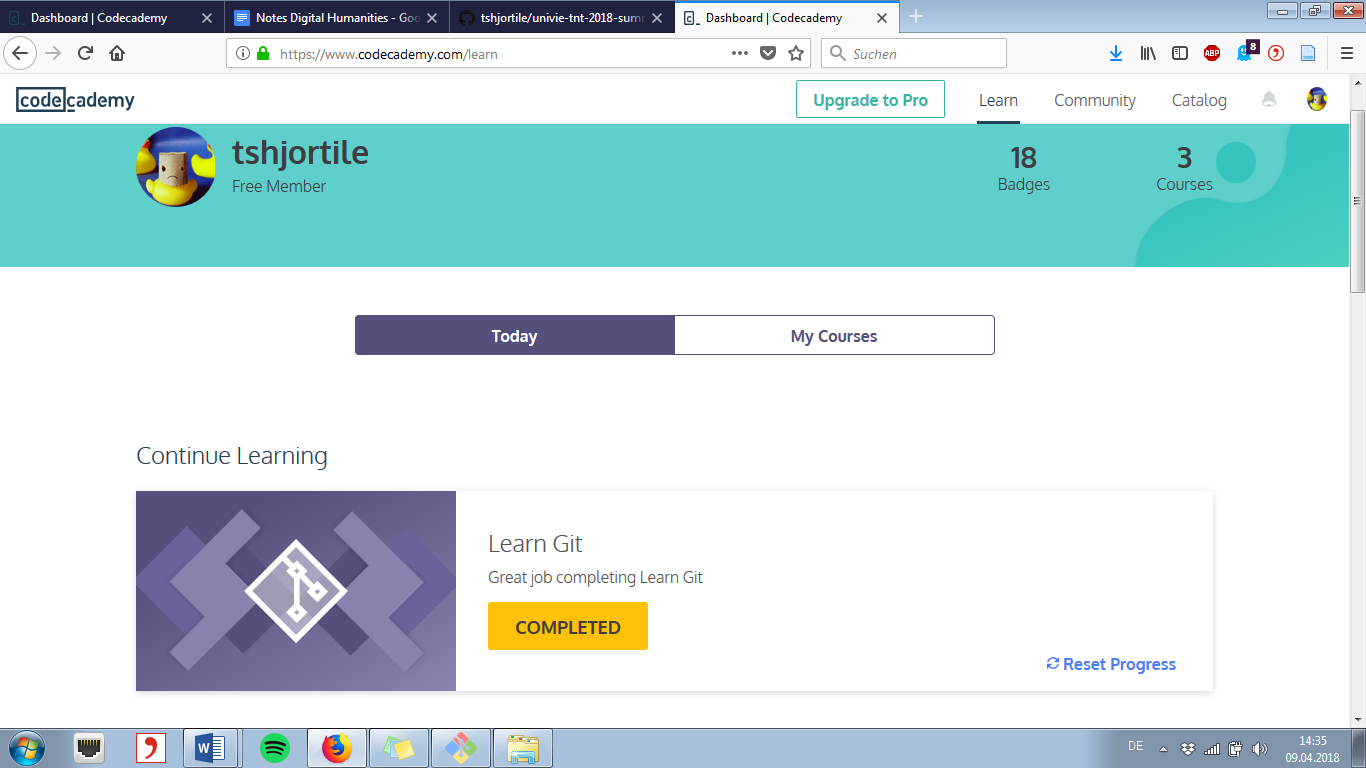 Dashboard | Codecademy
Notes Digital Humanities - Goo
tshjortile/univie-tnt-2018-sum
Dashboard | Codecademy
https://www.codecademy.com/learn
Suchen
ABP
8
codecademy
Upgrade to Pro
Learn
Community
Catalog
tshjortile
Free Member
18
Badges
3
Courses
Today
My Courses
Continue Learning
Learn Git
Great job completing Learn Git
COMPLETED
Reset Progress
DE
14:35
09.04.2018